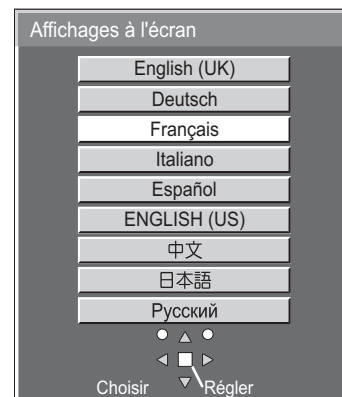 Affichages à l'écran
English (UK)
Deutsch
Français
Italiano
Español
ENGLISH (US)
中文
日本語
Русский
Choisir Régler